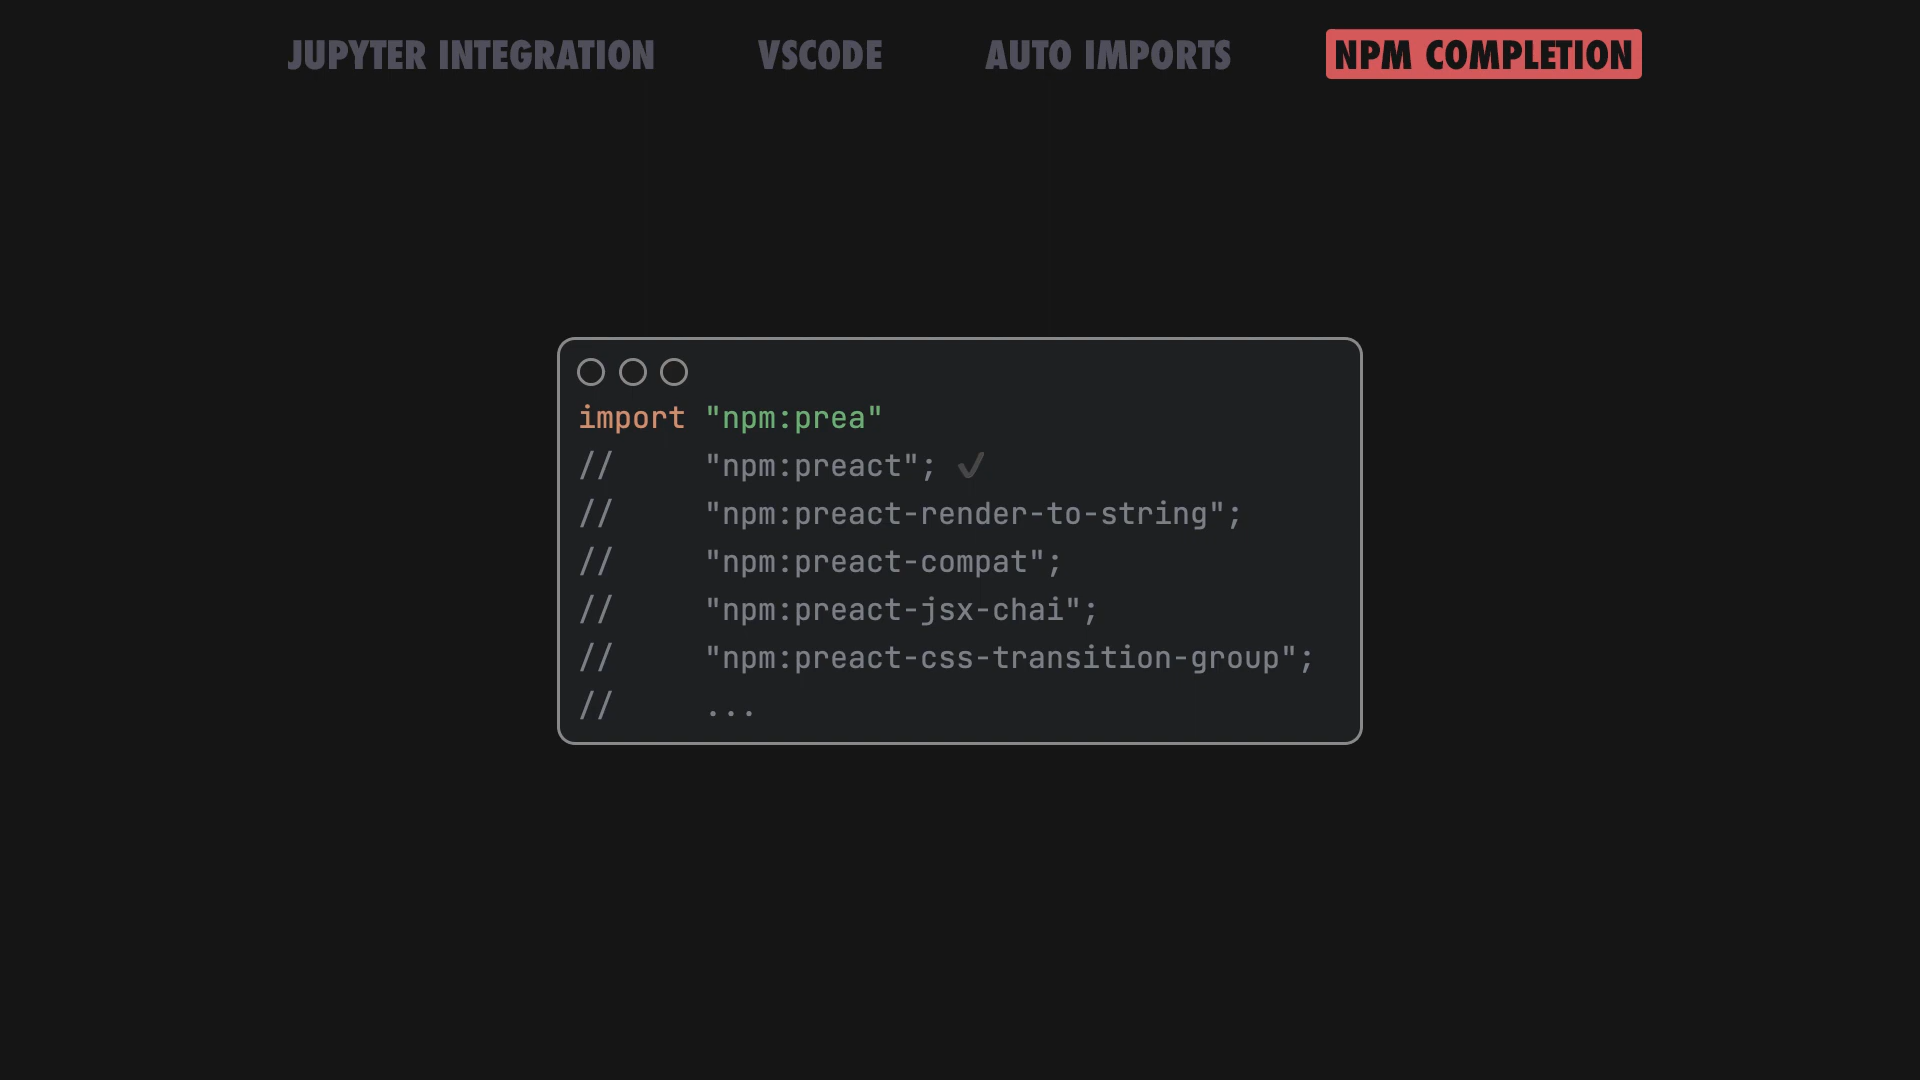 JUPYTER INTEGRATION VSCODE AUTO IMPORTS NPM COMPLETION
import "npm:prea"
// "npm:preact"; ✓
// "npm:preact-render-to-string";
// "npm:preact-compat";
// "npm:preact-jsx-chai";
// "npm:preact-css-transition-group";
// ...